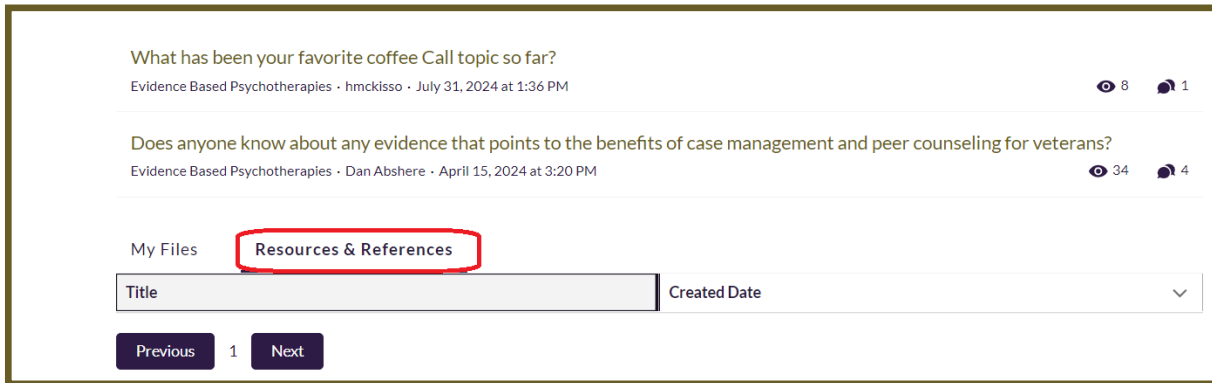 What has been your favorite coffee Call topic so far?
Evidence Based Psychotherapies · hmckisso · July 31, 2024 at 1:36 PM 8 1
Does anyone know about any evidence that points to the benefits of case management and peer counseling for veterans?
Evidence Based Psychotherapies · Dan Abshere · April 15, 2024 at 3:20 PM 34 4
My Files Resources & References
Title Created Date
Previous 1 Next